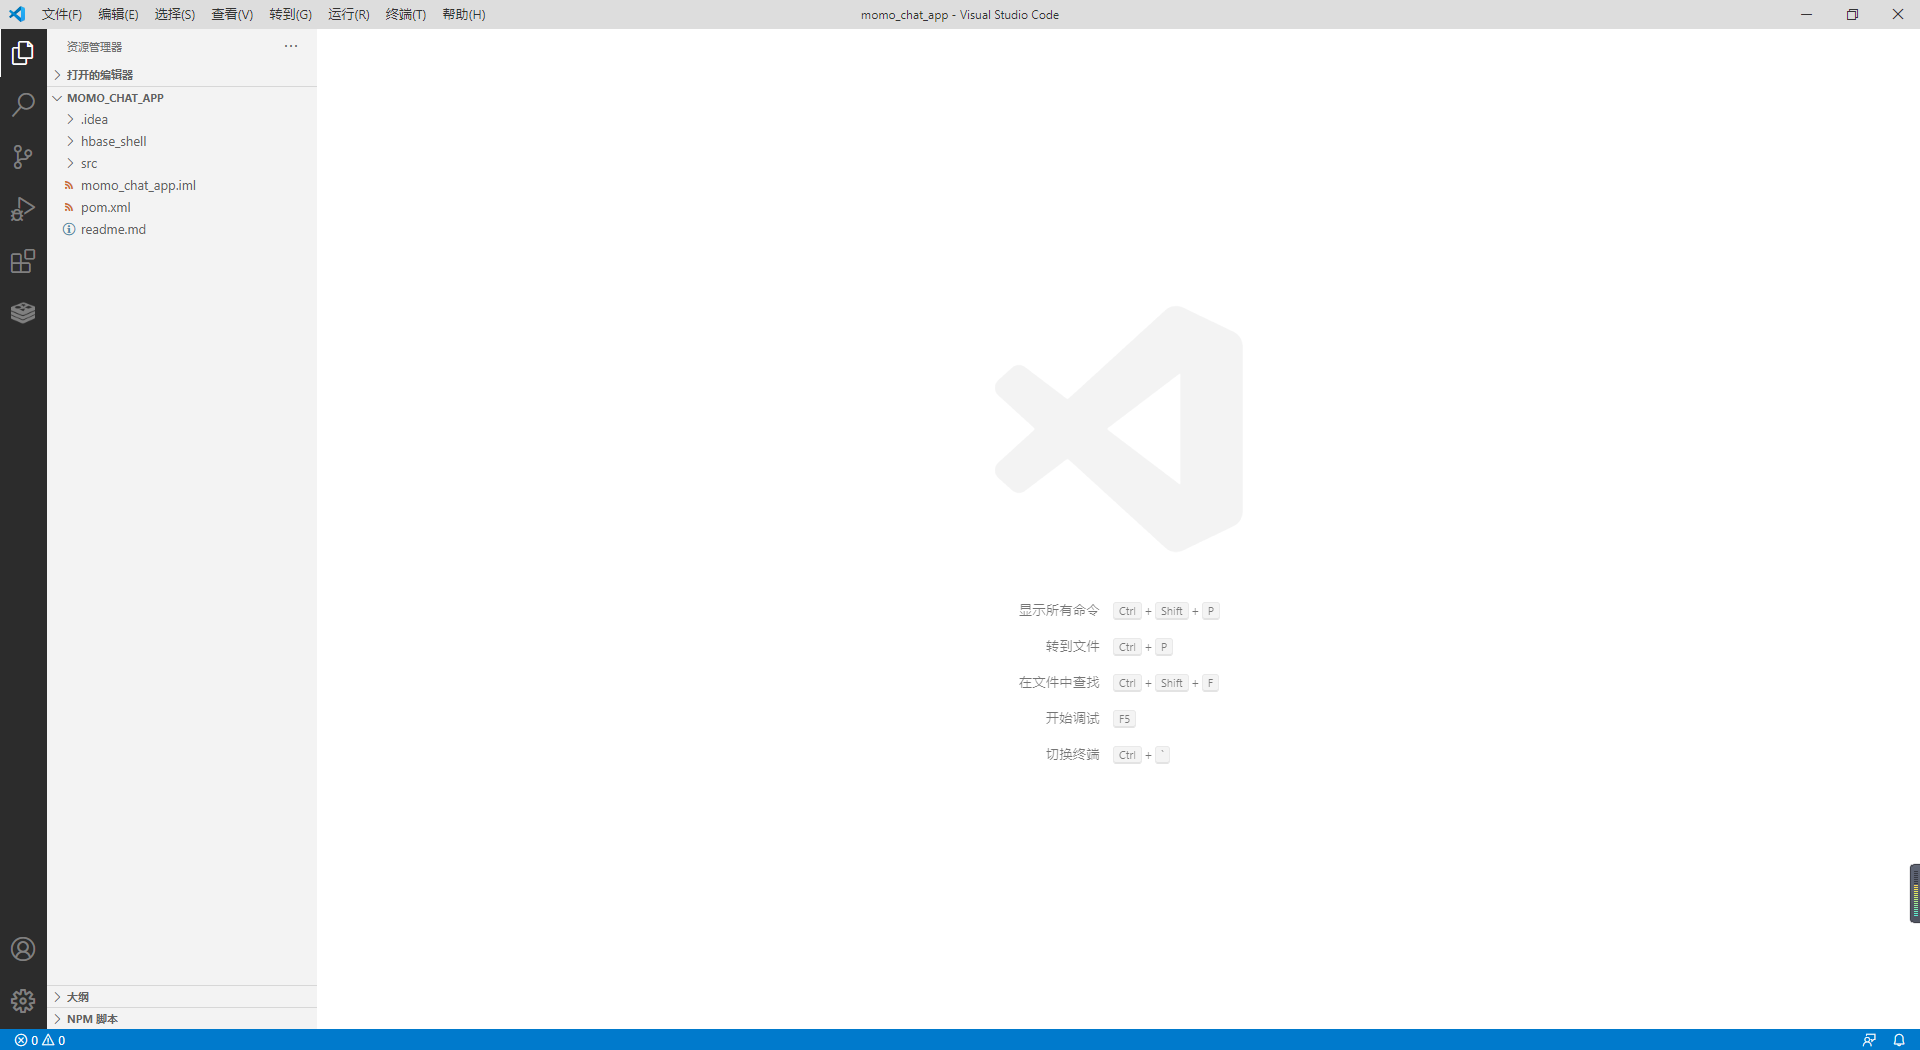 文件(F) 编辑(E) 选择(S) 查看(V) 转到(G) 运行(R) 终端(T) 帮助(H) momo_chat_app - Visual Studio Code
资源管理器 ···
打开的编辑器
MOMO_CHAT_APP
.idea
hbase_shell
src
momo_chat_app.iml
pom.xml
readme.md
显示所有命令 Ctrl + Shift + P
转到文件 Ctrl + P
在文件中查找 Ctrl + Shift + F
开始调试 F5
切换终端 Ctrl + `
大纲
NPM 脚本
0 0